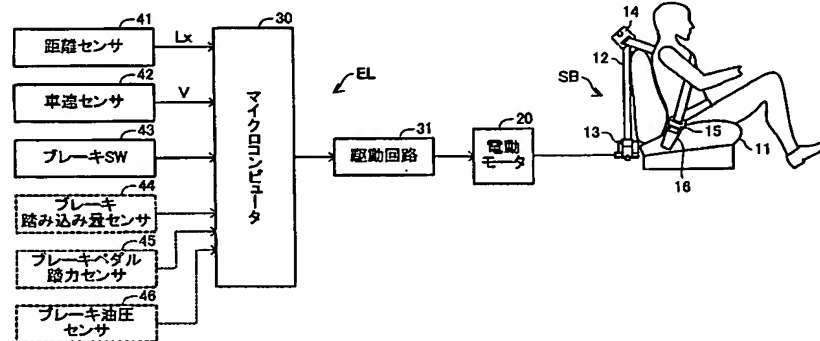 41
距離センサ
Lx
42
車速センサ
V
43
ブレーキSW
44
ブレーキ
踏み込み量センサ
45
ブレーキペダル
踏力センサ
46
ブレーキ油圧
センサ
30
マイクロコンピュータ
EL
31
駆動回路
20
電動
モータ
SB
14
12
13
15
11
16